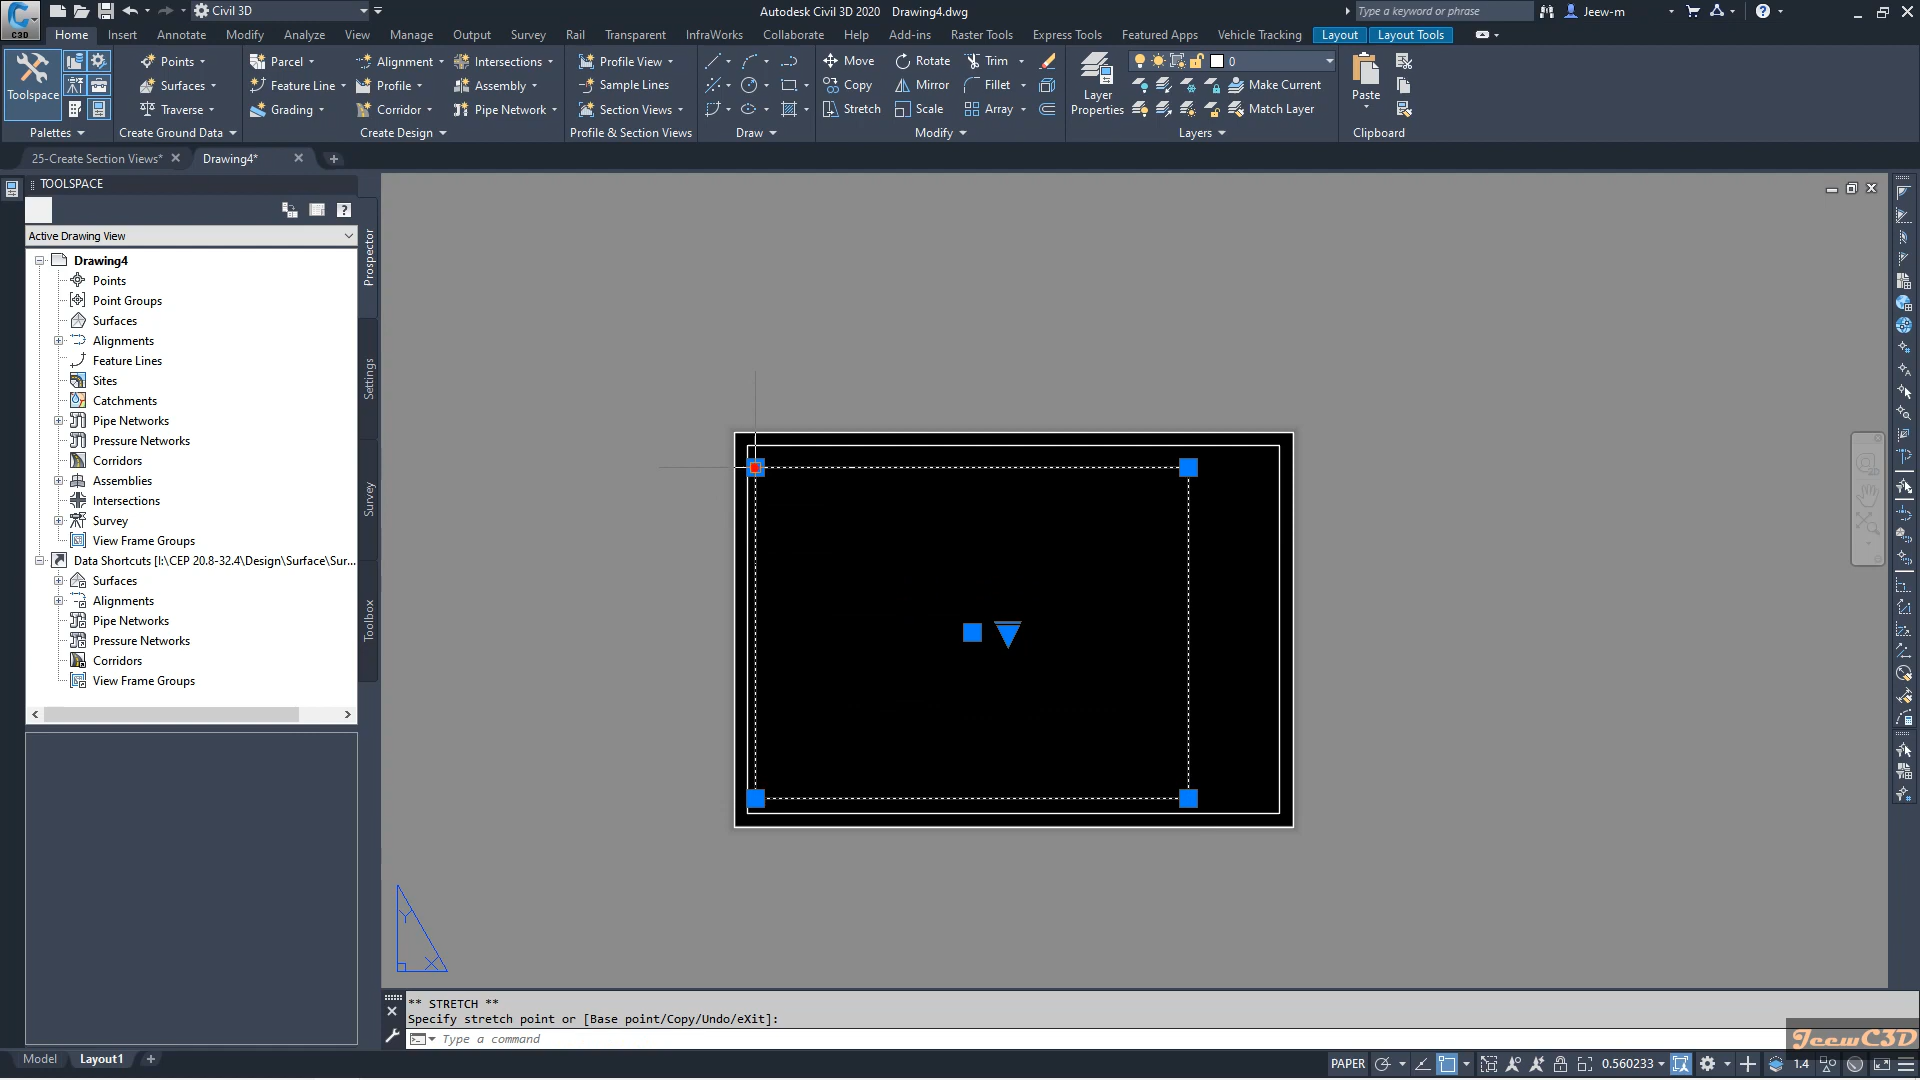 C3D
Civil 3D
Autodesk Civil 3D 2020 Drawing4.dwg
Type a keyword or phrase
Jeew-m
Home Insert Annotate Modify Analyze View Manage Output Survey Rail Transparent InfraWorks Collaborate Help Add-ins Raster Tools Express Tools Featured Apps Vehicle Tracking Layout Layout Tools
Toolspace
Points
Surfaces
Traverse
Parcel
Feature Line
Grading
Alignment
Profile
Corridor
Intersections
Assembly
Pipe Network
Profile View
Sample Lines
Section Views
Move Rotate Trim
Copy Mirror Fillet
Stretch Scale Array
Layer
Properties
0
Make Current
Match Layer
Paste
Palettes Create Ground Data Create Design Profile & Section Views Draw Modify Layers Clipboard
25-Create Section Views* Drawing4*
TOOLSPACE
Active Drawing View
Drawing4
Points
Point Groups
Surfaces
Alignments
Feature Lines
Sites
Catchments
Pipe Networks
Pressure Networks
Corridors
Assemblies
Intersections
Survey
View Frame Groups
Data Shortcuts [I:\CEP 20.8-32.4\Design\Surface\Sur...
Surfaces
Alignments
Pipe Networks
Pressure Networks
Corridors
View Frame Groups
Prospector
Settings
Survey
Toolbox
Y
X
** STRETCH **
Specify stretch point or [Base point/Copy/Undo/eXit]:
Type a command
JeewC3D
Model Layout1
PAPER
0.560233
1.4